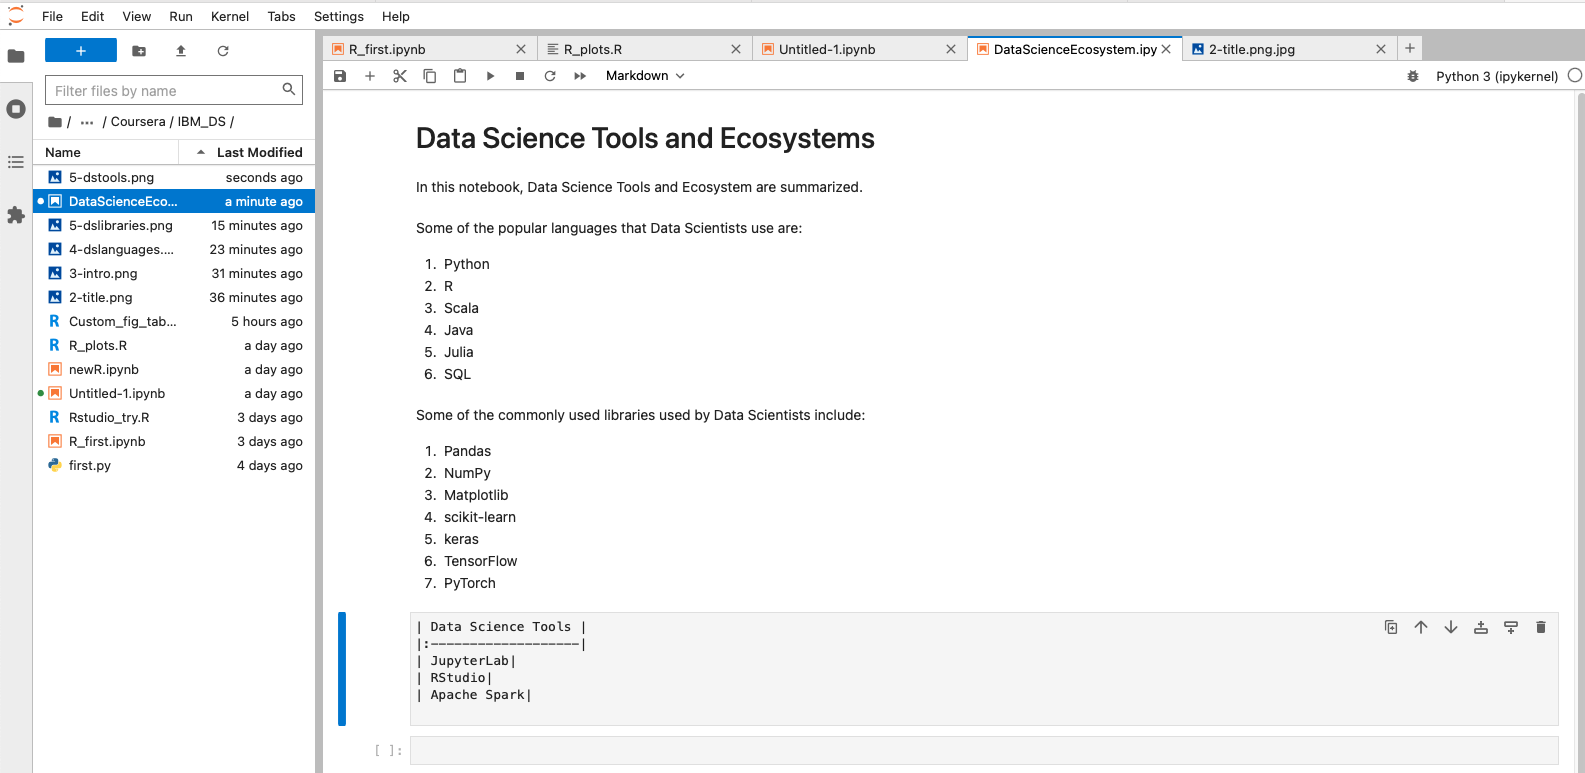 File Edit View Run Kernel Tabs Settings Help
+
Filter files by name
/ ··· / Coursera / IBM_DS /
Name Last Modified
5-dstools.png seconds ago
DataScienceEco... a minute ago
5-dslibraries.png 15 minutes ago
4-dslanguages.... 23 minutes ago
3-intro.png 31 minutes ago
2-title.png 36 minutes ago
Custom_fig_tab... 5 hours ago
R_plots.R a day ago
newR.ipynb a day ago
Untitled-1.ipynb a day ago
Rstudio_try.R 3 days ago
R_first.ipynb 3 days ago
first.py 4 days ago
R_first.ipynb R_plots.R Untitled-1.ipynb DataScienceEcosystem.ipy 2-title.png.jpg
Markdown Python 3 (ipykernel)
Data Science Tools and Ecosystems
In this notebook, Data Science Tools and Ecosystem are summarized.
Some of the popular languages that Data Scientists use are:
1. Python
2. R
3. Scala
4. Java
5. Julia
6. SQL
Some of the commonly used libraries used by Data Scientists include:
1. Pandas
2. NumPy
3. Matplotlib
4. scikit-learn
5. keras
6. TensorFlow
7. PyTorch
| Data Science Tools |
|:-------------------|
| JupyterLab|
| RStudio|
| Apache Spark|
[ ]: